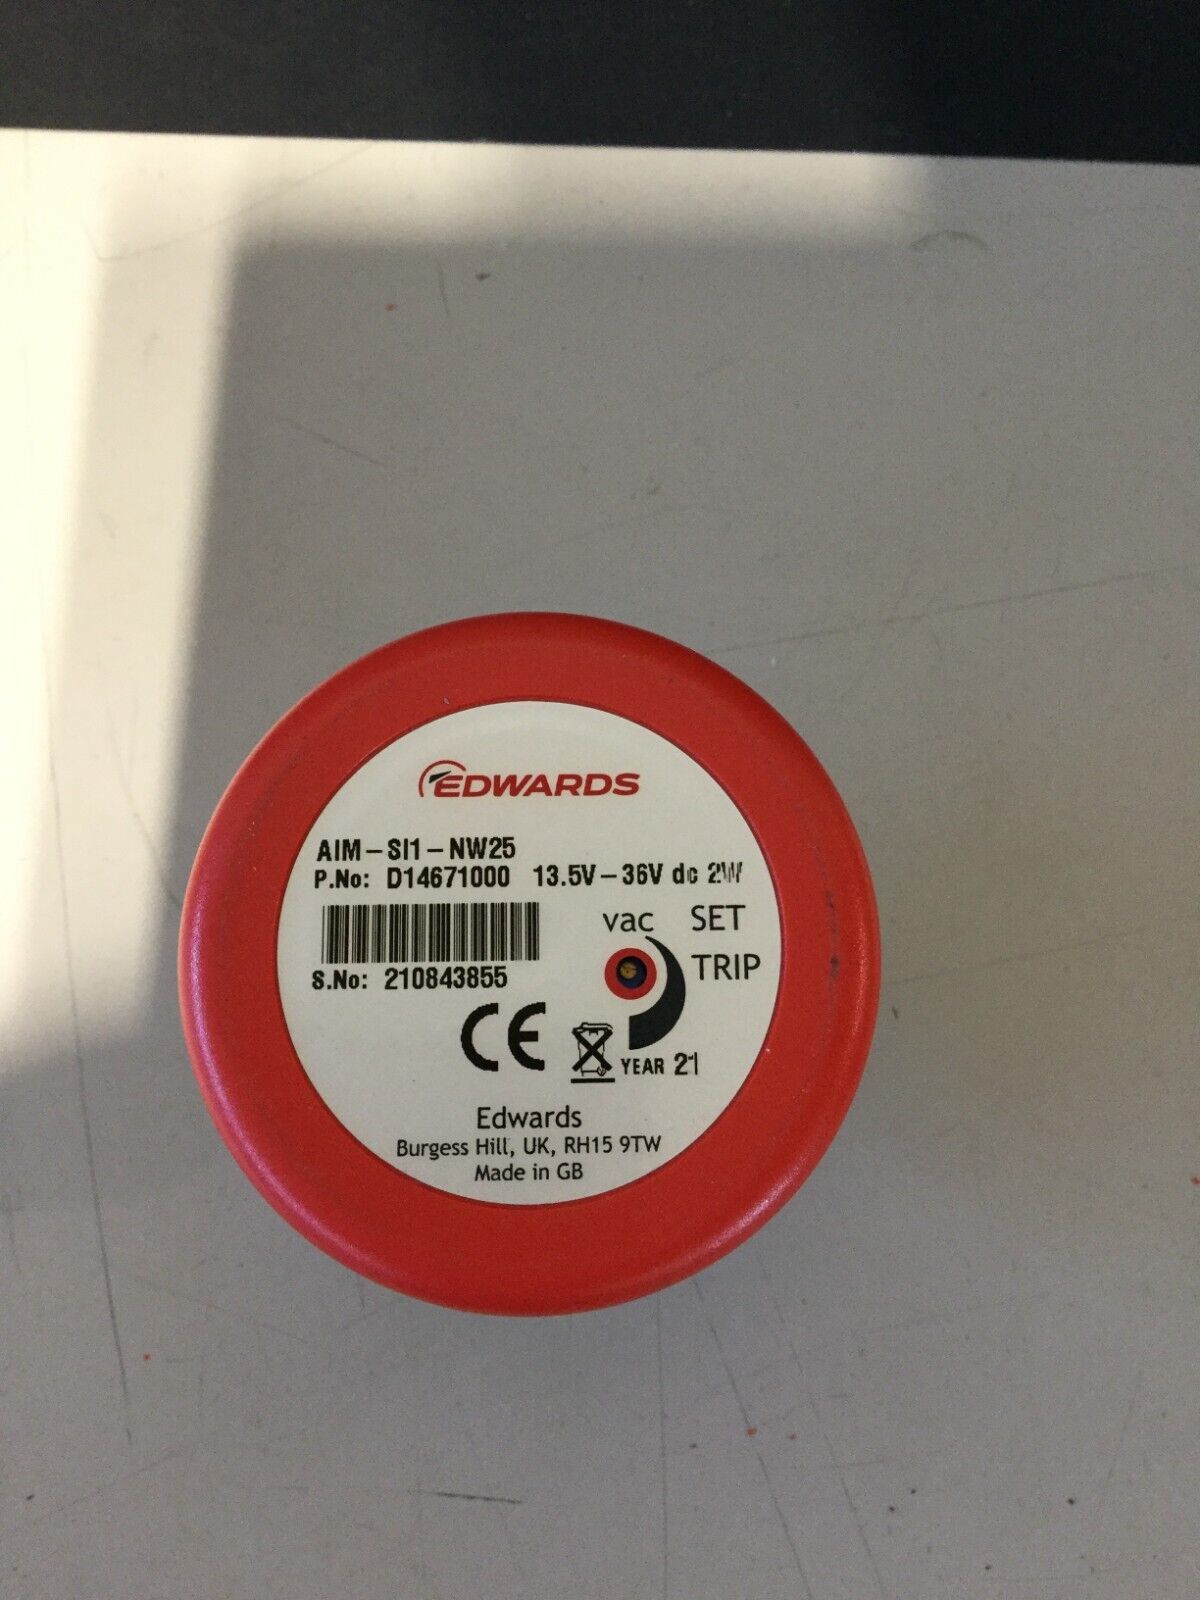 EDWARDS
AIM-SI1-NW25
P.No: D14671000 13.5V-36V dc 2W
vac SET
TRIP
S.No: 210843855
CE
YEAR 21
Edwards
Burgess Hill, UK, RH15 9TW
Made in GB